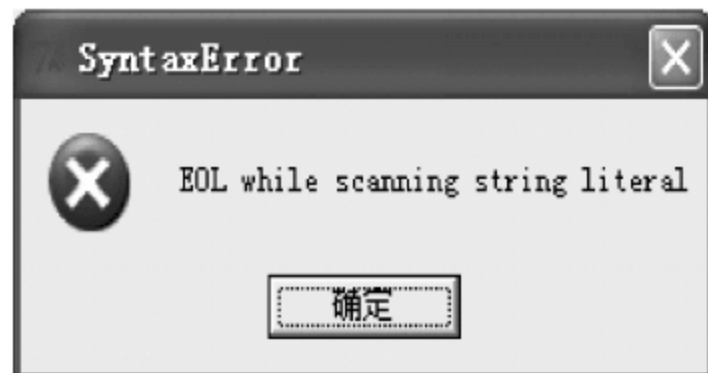 SyntaxError
EOL while scanning string literal
确定